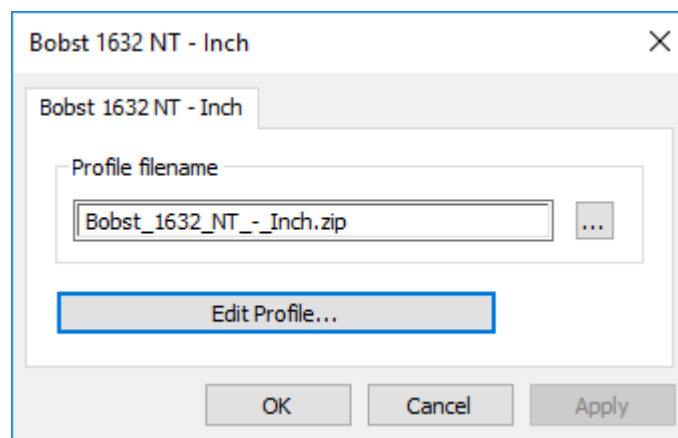 Bobst 1632 NT - Inch
Bobst 1632 NT - Inch
Profile filename
Bobst_1632_NT_-_Inch.zip
...
Edit Profile...
OK Cancel Apply